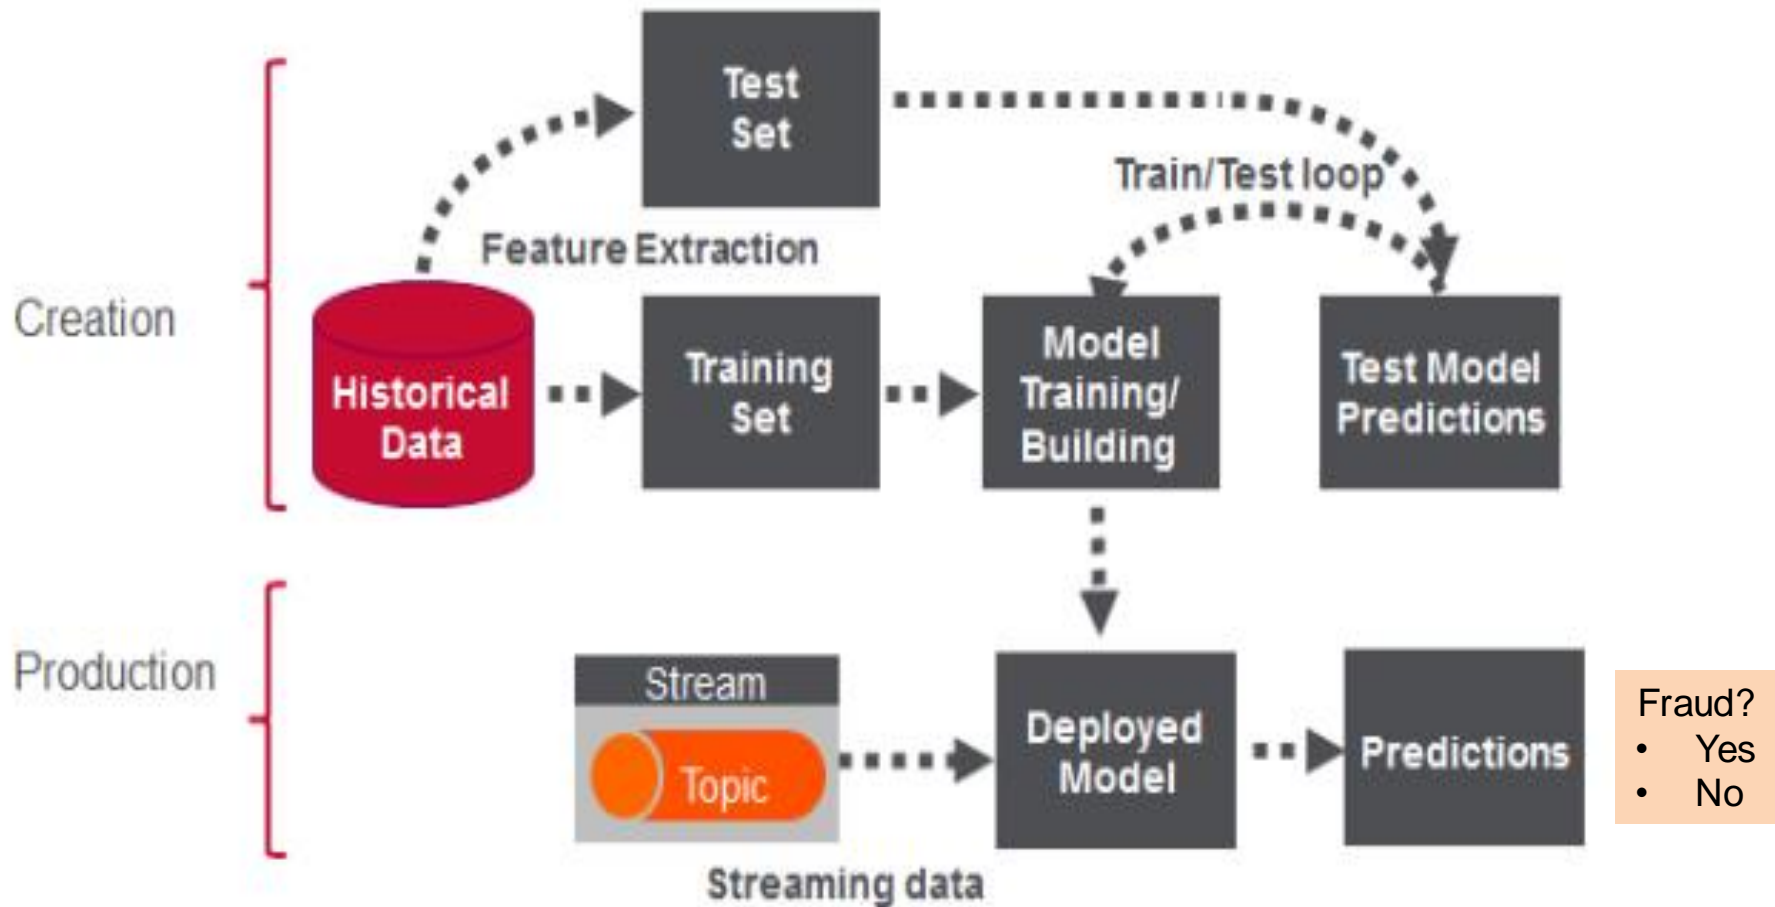 Test
Set
Train/Test loop
Feature Extraction
Creation
Historical
Data
Training
Set
Model
Training/
Building
Test Model
Predictions
Production
Stream
Topic
Streaming data
Deployed
Model
Predictions
Fraud?
• Yes
• No